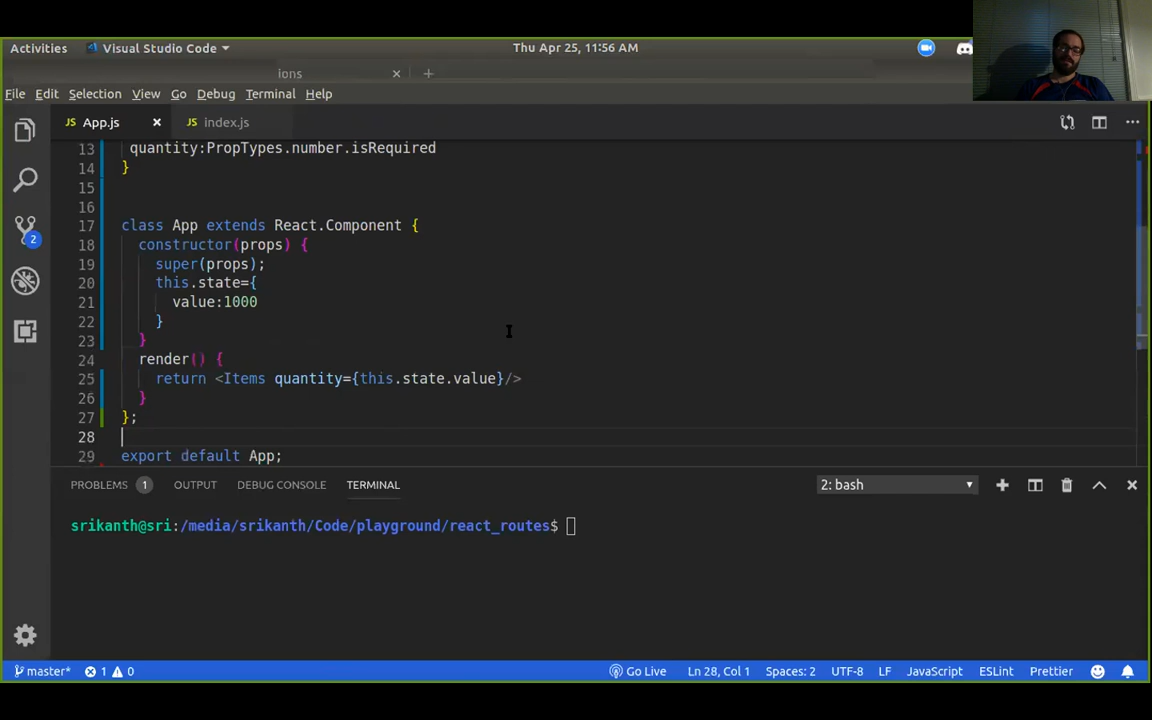 Activities Visual Studio Code Thu Apr 25, 11:56 AM
ions
File Edit Selection View Go Debug Terminal Help
JS App.js JS index.js
13 quantity:PropTypes.number.isRequired
14 }
15
16
17 class App extends React.Component {
18 constructor(props) {
19 super(props);
20 this.state={
21 value:1000
22 }
23 }
24 render() {
25 return <Items quantity={this.state.value}/>
26 }
27 };
28
29 export default App;
2
PROBLEMS 1 OUTPUT DEBUG CONSOLE TERMINAL 2: bash
srikanth@sri:/media/srikanth/Code/playground/react_routes$
master* 1 0 Go Live Ln 28, Col 1 Spaces: 2 UTF-8 LF JavaScript ESLint Prettier